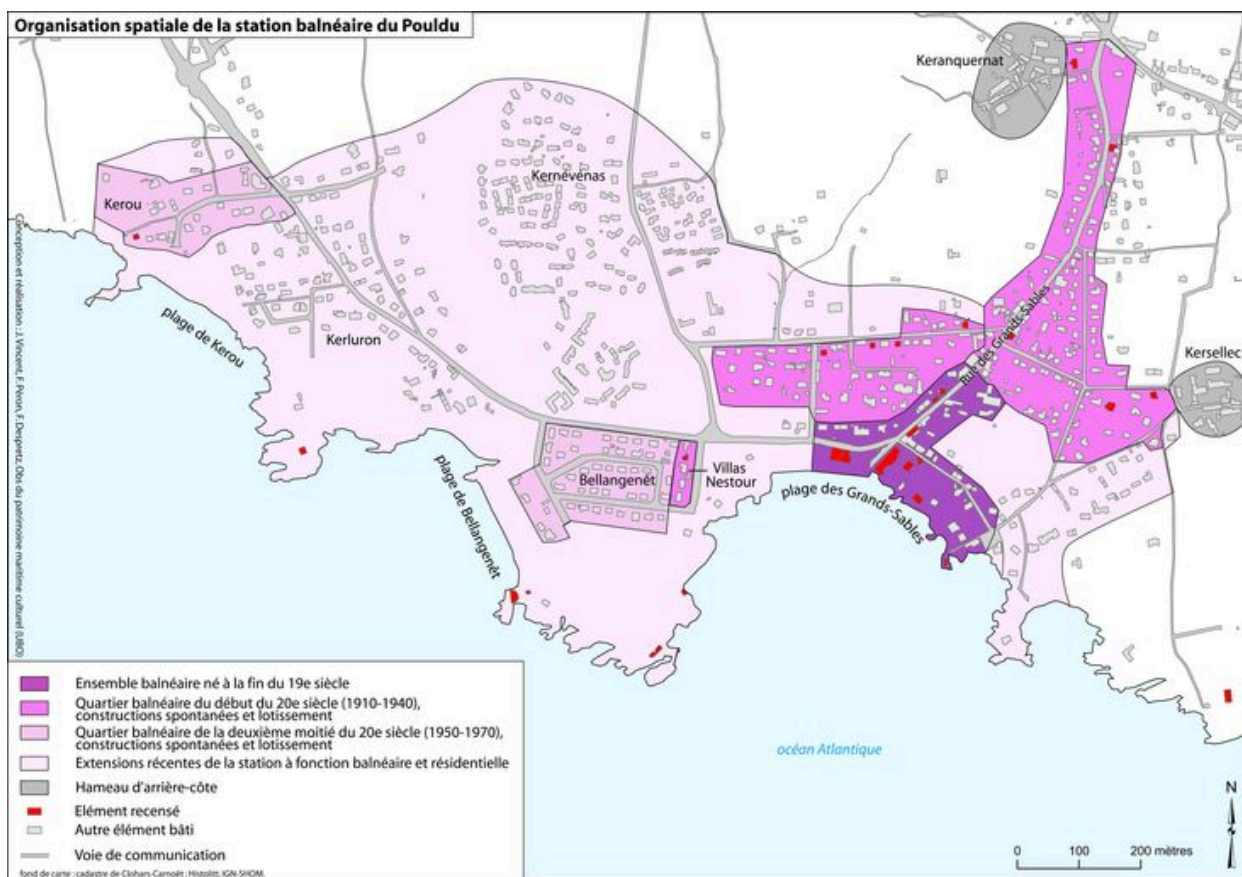 Organisation spatiale de la station balnéaire du Pouldu
Keranquernat
Kernévénas
Kerou
Rue des Grands-Sables
plage de Kerou
Kerluron
Kersellec
Bellangenêt
Villas
Nestour
plage des Grands-Sables
plage de Bellangenêt
océan Atlantique
Conception et réalisation : J. Vincent, F. Péron, F. Despretz, Obs du patrimoine maritime culturel (UBO)
Ensemble balnéaire né à la fin du 19e siècle
Quartier balnéaire du début du 20e siècle (1910-1940),
constructions spontanées et lotissement
Quartier balnéaire de la deuxième moitié du 20e siècle (1950-1970),
constructions spontanées et lotissement
Extensions récentes de la station à fonction balnéaire et résidentielle
Hameau d'arrière-côte
Elément recensé
Autre élément bâti
Voie de communication
fond de carte : cadastre de Clohars-Carnoët ; Histolitt, IGN-SHOM.
N
0 100 200 mètres